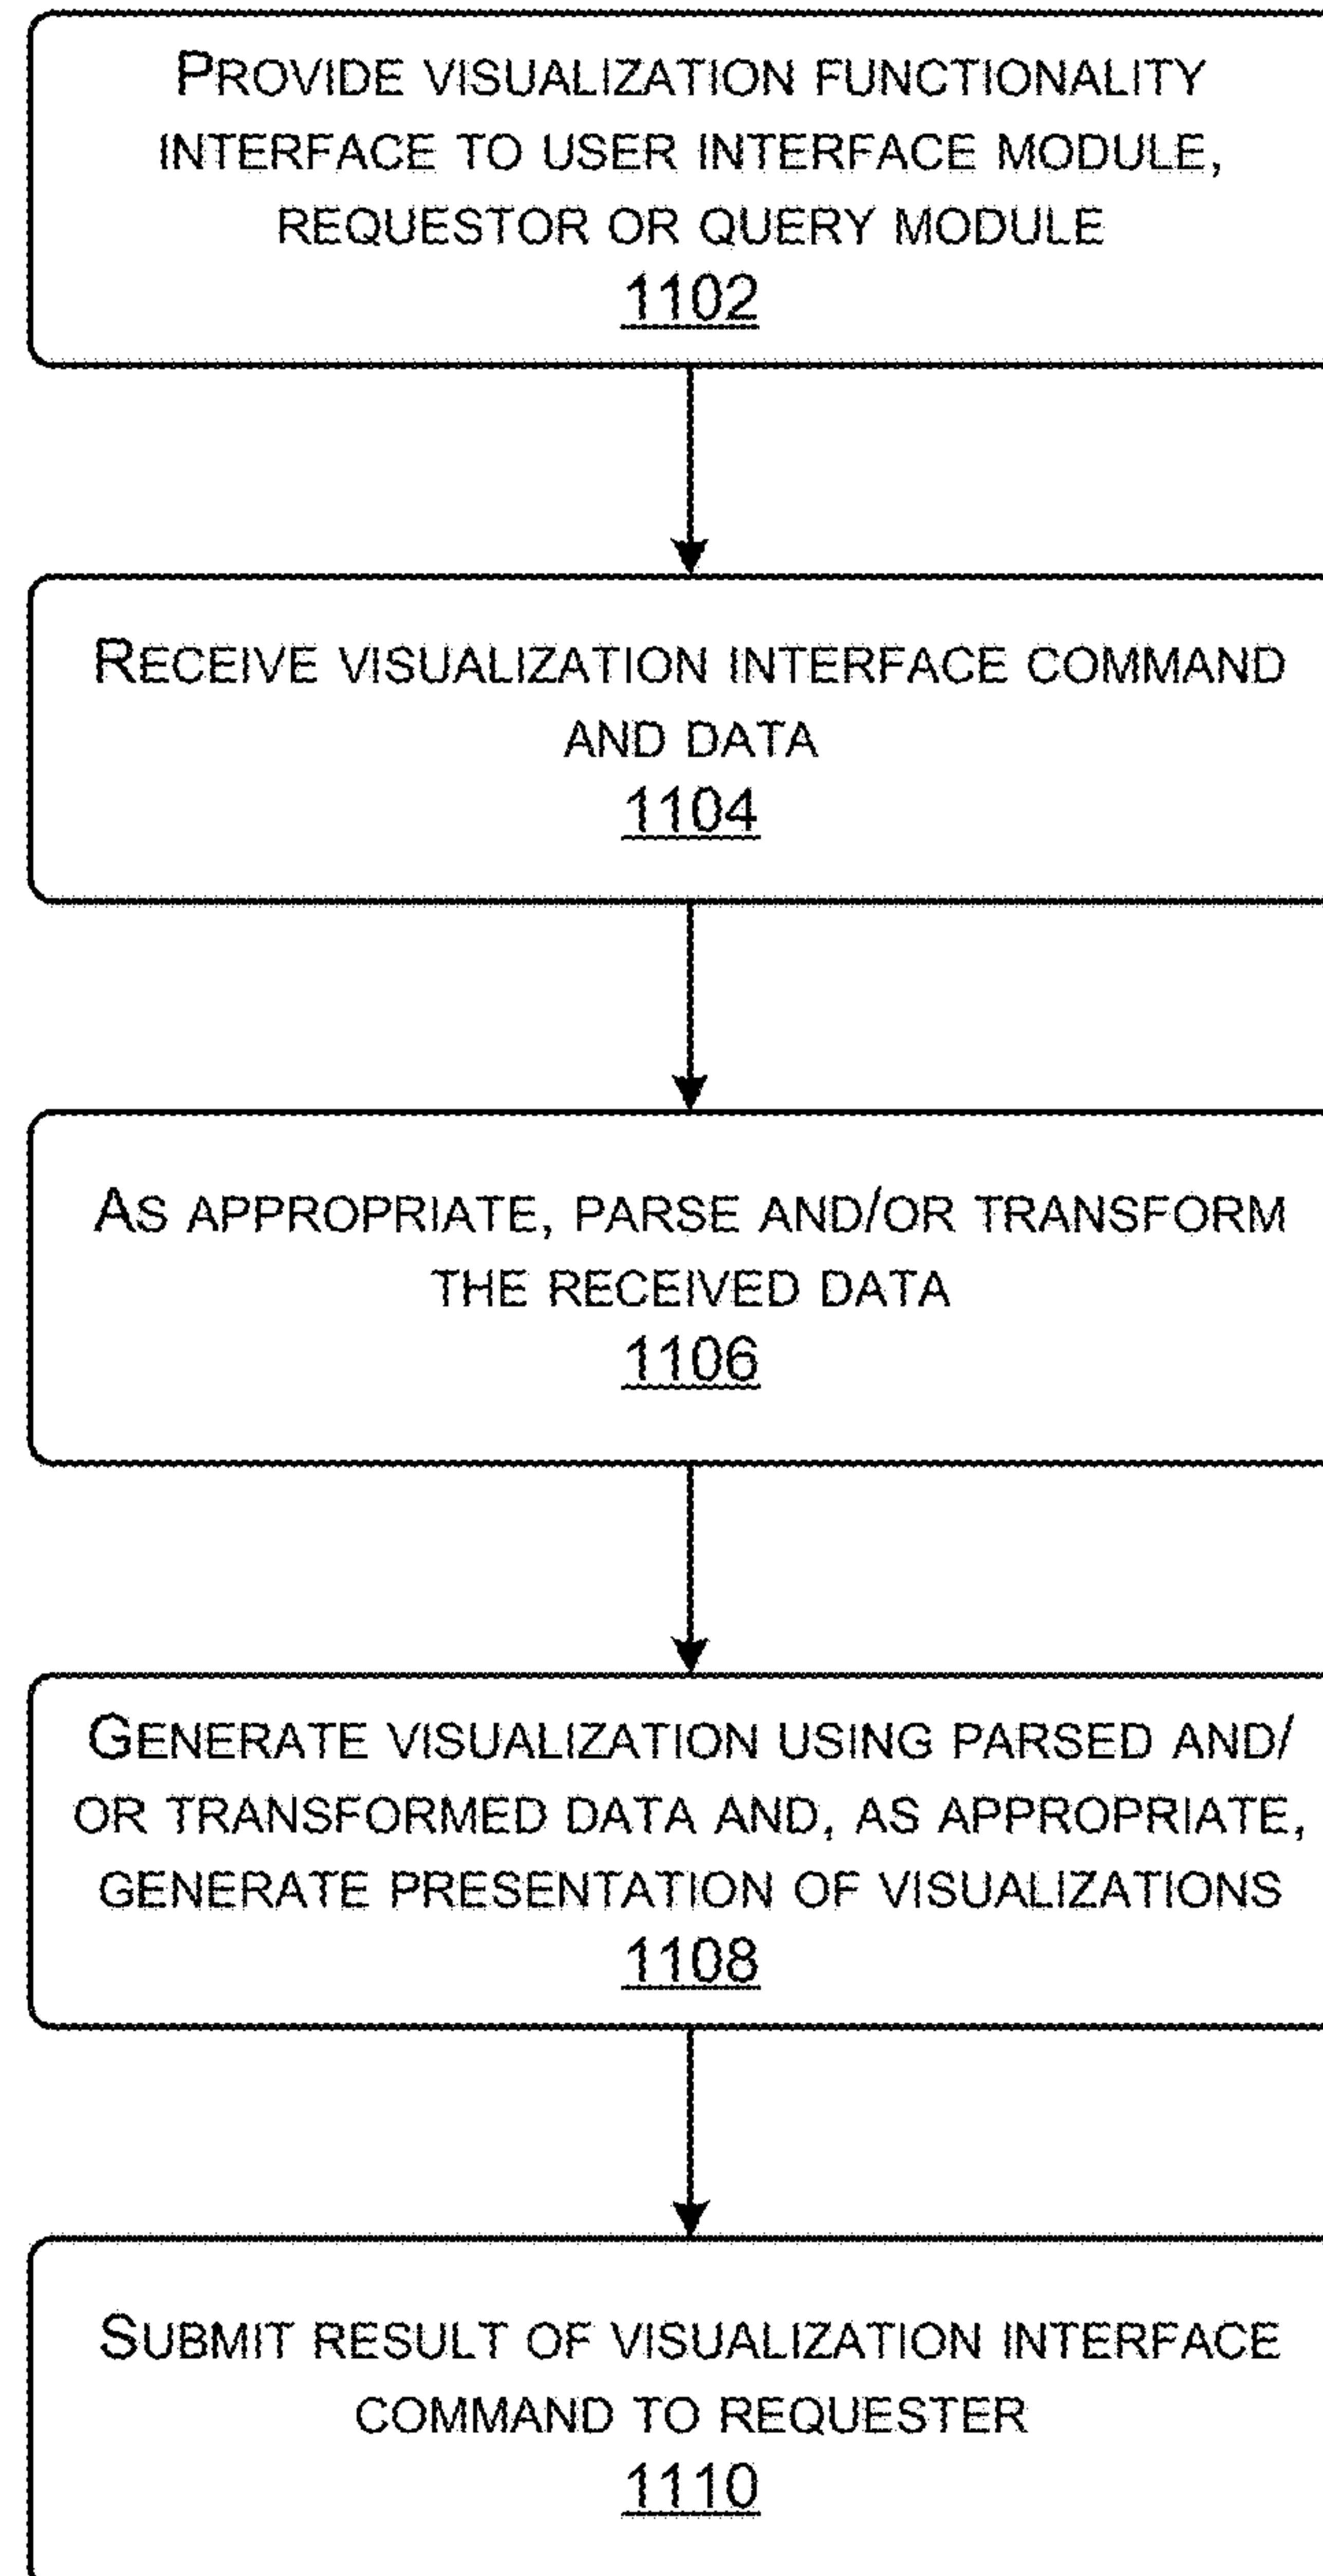 PROVIDE VISUALIZATION FUNCTIONALITY
INTERFACE TO USER INTERFACE MODULE,
REQUESTOR OR QUERY MODULE
1102
RECEIVE VISUALIZATION INTERFACE COMMAND
AND DATA
1104
AS APPROPRIATE, PARSE AND/OR TRANSFORM
THE RECEIVED DATA
1106
GENERATE VISUALIZATION USING PARSED AND/
OR TRANSFORMED DATA AND, AS APPROPRIATE,
GENERATE PRESENTATION OF VISUALIZATIONS
1108
SUBMIT RESULT OF VISUALIZATION INTERFACE
COMMAND TO REQUESTER
1110